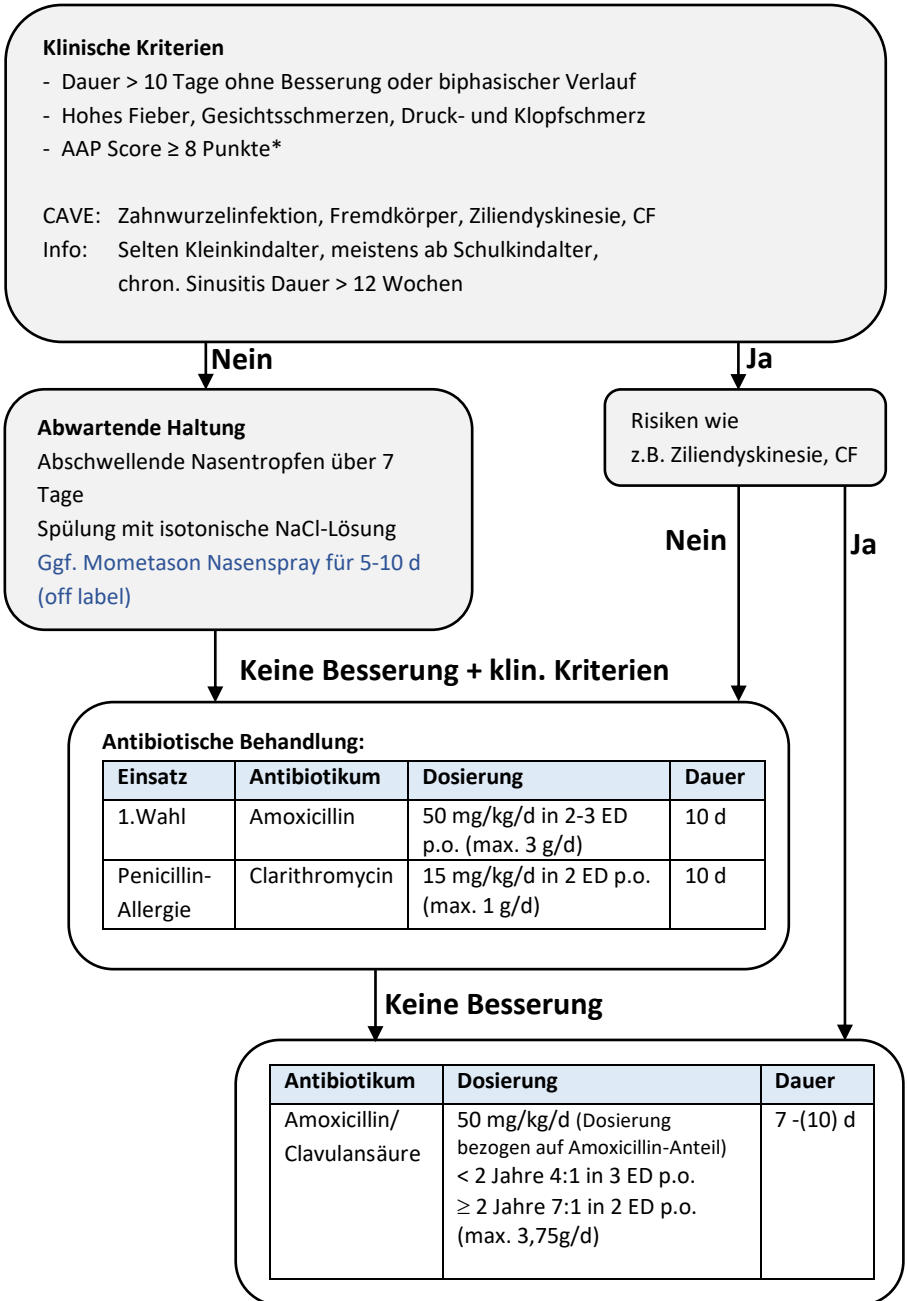 Klinische Kriterien
- Dauer > 10 Tage ohne Besserung oder biphasischer Verlauf
- Hohes Fieber, Gesichtsschmerzen, Druck- und Klopfschmerz
- AAP Score ≥ 8 Punkte*
CAVE: Zahnwurzelinfektion, Fremdkörper, Ziliendyskinesie, CF
Info: Selten Kleinkindalter, meistens ab Schulkindalter,
chron. Sinusitis Dauer > 12 Wochen
Nein
Ja
Abwartende Haltung
Abschwellende Nasentropfen über 7
Tage
Spülung mit isotonische NaCl-Lösung
Ggf. Mometason Nasenspray für 5-10 d
(off label)
Risiken wie
z.B. Ziliendyskinesie, CF
Nein
Ja
Keine Besserung + klin. Kriterien
Antibiotische Behandlung:
Einsatz Antibiotikum Dosierung Dauer
1.Wahl Amoxicillin 50 mg/kg/d in 2-3 ED 10 d
p.o. (max. 3 g/d)
Penicillin- Clarithromycin 15 mg/kg/d in 2 ED p.o. 10 d
Allergie (max. 1 g/d)
Keine Besserung
Antibiotikum Dosierung Dauer
Amoxicillin/ 50 mg/kg/d (Dosierung 7 -(10) d
Clavulansäure bezogen auf Amoxicillin-Anteil)
< 2 Jahre 4:1 in 3 ED p.o.
≥ 2 Jahre 7:1 in 2 ED p.o.
(max. 3,75g/d)